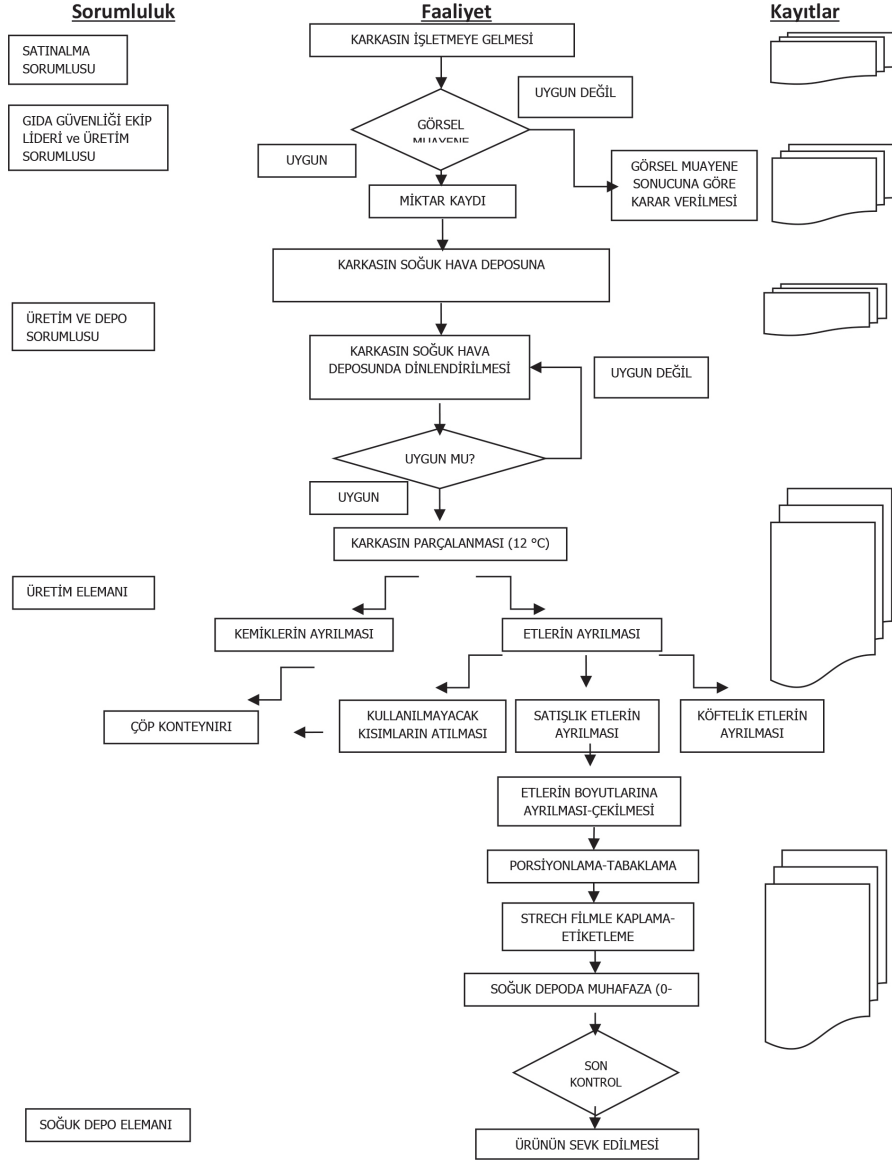 Sorumluluk
Faaliyet
Kayıtlar
KARKASIN İŞLETMEYE GELMESİ
SATINALMA
SORUMLUSU
UYGUN DEĞİL
GIDA GÜVENLİĞİ EKİP
LİDERİ ve ÜRETİM
SORUMLUSU
GÖRSEL
MUAYENE
UYGUN
GÖRSEL MUAYENE
SONUCUNA GÖRE
KARAR VERİLMESİ
MİKTAR KAYDI
KARKASIN SOĞUK HAVA DEPOSUNA
ÜRETİM VE DEPO
SORUMLUSU
KARKASIN SOĞUK HAVA
DEPOSUNDA DİNLENDİRİLMESİ
UYGUN DEĞİL
UYGUN MU?
UYGUN
KARKASIN PARÇALANMASI (12 °C)
ÜRETİM ELEMANI
KEMİKLERİN AYRILMASI
ETLERİN AYRILMASI
ÇÖP KONTEYNIRI
KULLANILMAYACAK
KISIMLARIN ATILMASI
SATIŞLIK ETLERİN
AYRILMASI
KÖFTELİK ETLERİN
AYRILMASI
ETLERİN BOYUTLARINA
AYRILMASI-ÇEKİLMESİ
PORSİYONLAMA-TABAKLAMA
STRECH FİLMLE KAPLAMA-
ETİKETLEME
SOĞUK DEPODA MUHAFAZA (0-
SON
KONTROL
SOĞUK DEPO ELEMANI
ÜRÜNÜN SEVK EDİLMESİ